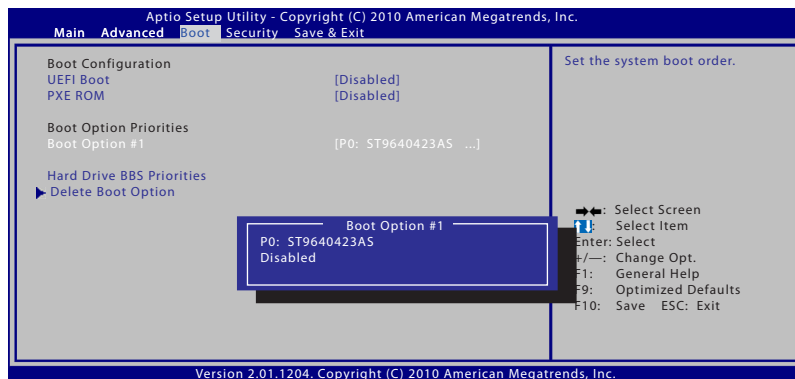 Aptio Setup Utility - Copyright (C) 2010 American Megatrends, Inc.
Main Advanced Boot Security Save & Exit
Boot Configuration
UEFI Boot [Disabled]
PXE ROM [Disabled]
Boot Option Priorities
Boot Option #1 [P0: ST9640423AS ...]
Hard Drive BBS Priorities
Delete Boot Option
Set the system boot order.
Boot Option #1
P0: ST9640423AS
Disabled
→←: Select Screen
↑↓: Select Item
Enter: Select
+/—: Change Opt.
F1: General Help
F9: Optimized Defaults
F10: Save ESC: Exit
Version 2.01.1204. Copyright (C) 2010 American Megatrends, Inc.